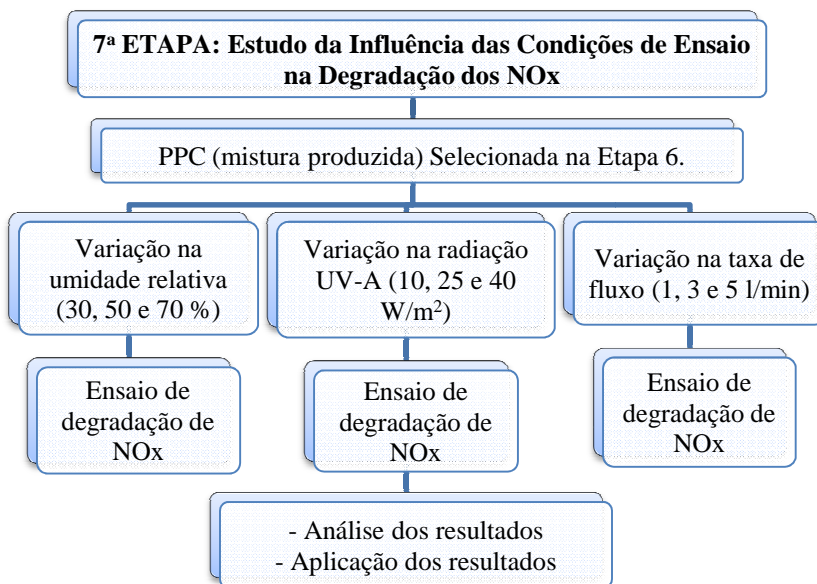 7ª ETAPA: Estudo da Influência das Condições de Ensaio
na Degradação dos NOx
PPC (mistura produzida) Selecionada na Etapa 6.
Variação na
umidade relativa
(30, 50 e 70 %)
Variação na radiação
UV-A (10, 25 e 40
W/m²)
Variação na taxa de
fluxo (1, 3 e 5 l/min)
Ensaio de
degradação de
NOx
Ensaio de
degradação de
NOx
Ensaio de
degradação de
NOx
- Análise dos resultados
- Aplicação dos resultados